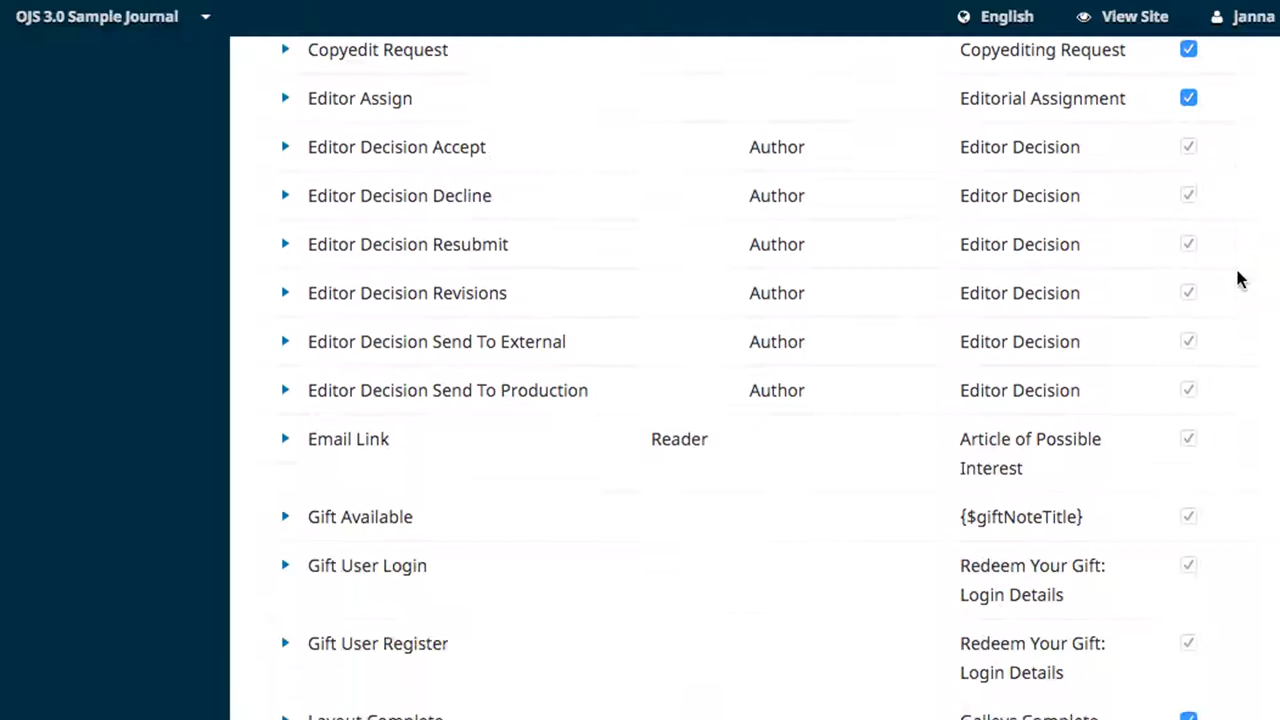 OJS 3.0 Sample Journal English View Site Janna
Copyedit Request Copyediting Request
Editor Assign Editorial Assignment
Editor Decision Accept Author Editor Decision
Editor Decision Decline Author Editor Decision
Editor Decision Resubmit Author Editor Decision
Editor Decision Revisions Author Editor Decision
Editor Decision Send To External Author Editor Decision
Editor Decision Send To Production Author Editor Decision
Email Link Reader Article of Possible
Interest
Gift Available {$giftNoteTitle}
Gift User Login Redeem Your Gift:
Login Details
Gift User Register Redeem Your Gift:
Login Details
Layout Complete Galleys Complete